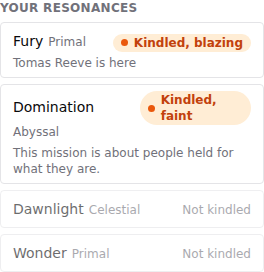 YOUR RESONANCES
Fury Primal Kindled, blazing
Tomas Reeve is here
Domination Kindled, faint
Abyssal
This mission is about people held for
what they are.
Dawnlight Celestial Not kindled
Wonder Primal Not kindled